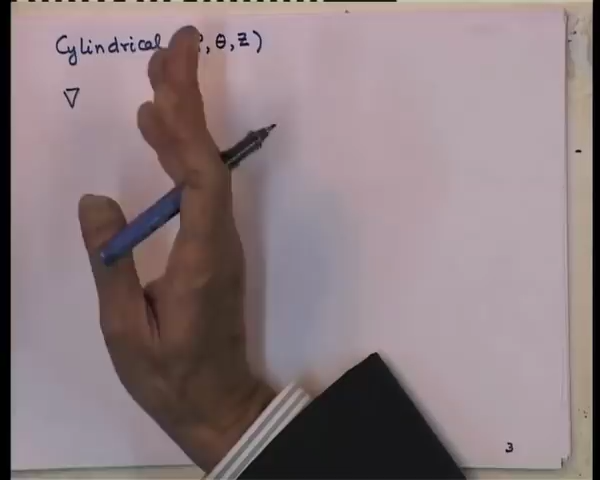 Cylindrical , θ, Z)
∇
3